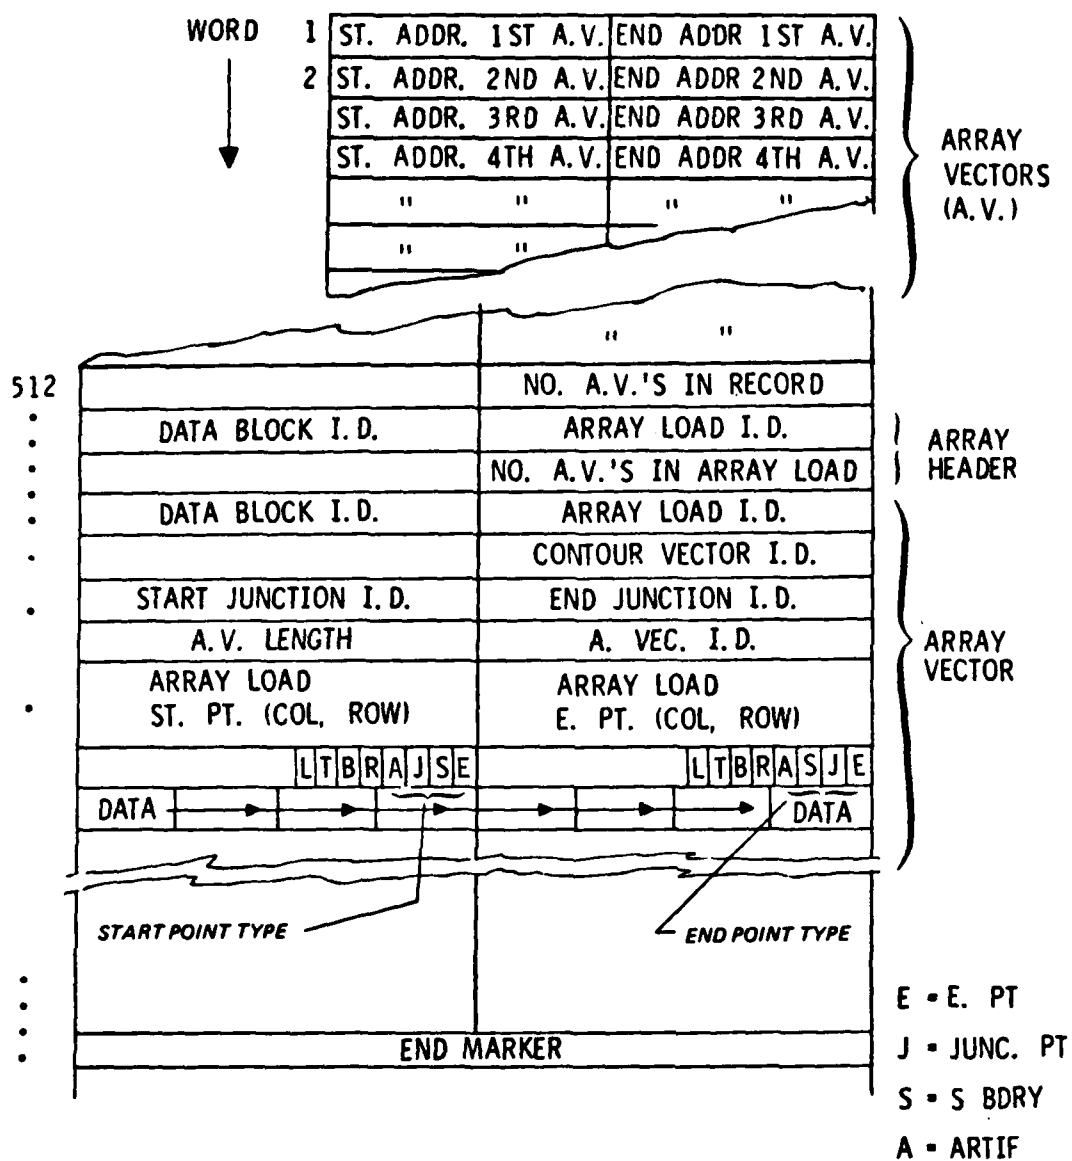 WORD 1 ST. ADDR. 1ST A.V. END ADDR 1ST A.V.
2 ST. ADDR. 2ND A.V. END ADDR 2ND A.V.
ST. ADDR. 3RD A.V. END ADDR 3RD A.V.
ST. ADDR. 4TH A.V. END ADDR 4TH A.V.
" " " "
" "
ARRAY
VECTORS
(A.V.)
" "
512 NO. A.V.'S IN RECORD
DATA BLOCK I.D. ARRAY LOAD I.D.
NO. A.V.'S IN ARRAY LOAD
ARRAY
HEADER
DATA BLOCK I.D. ARRAY LOAD I.D.
CONTOUR VECTOR I.D.
START JUNCTION I.D. END JUNCTION I.D.
A.V. LENGTH A. VEC. I.D.
ARRAY LOAD
ST. PT. (COL, ROW)
ARRAY LOAD
E. PT. (COL, ROW)
ARRAY
VECTOR
L T B R A J S E L T B R A S J E
DATA DATA
START POINT TYPE END POINT TYPE
END MARKER
E = E. PT
J = JUNC. PT
S = S BDRY
A = ARTIF